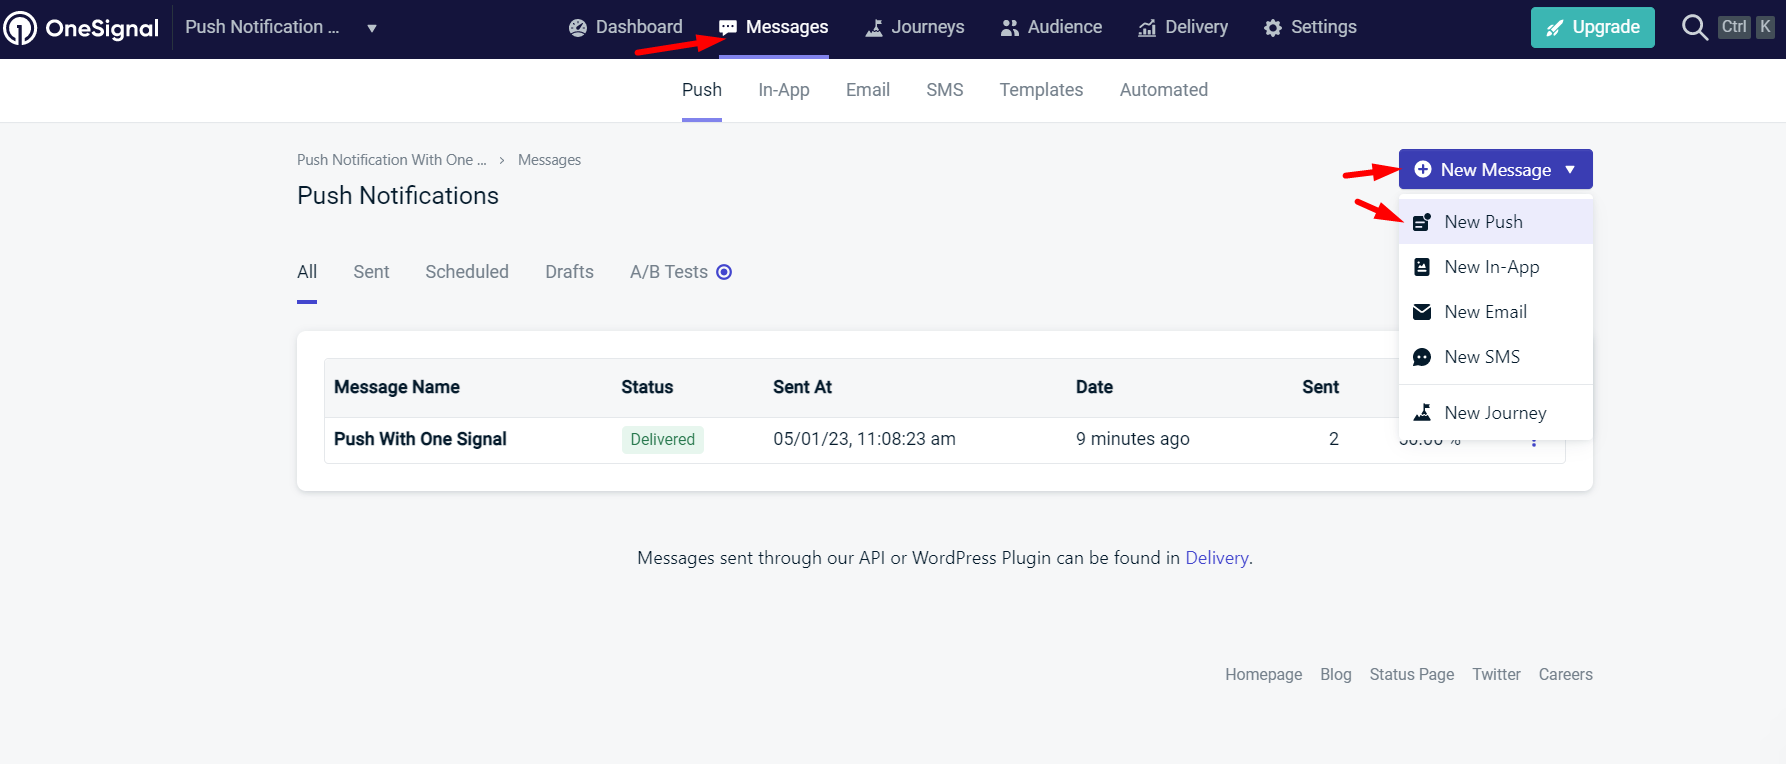 OneSignal Push Notification ... Dashboard Messages Journeys Audience Delivery Settings Upgrade Ctrl K
Push In-App Email SMS Templates Automated
Push Notification With One ... › Messages
Push Notifications
New Message
New Push
New In-App
New Email
New SMS
New Journey
All Sent Scheduled Drafts A/B Tests
Message Name Status Sent At Date Sent
Push With One Signal Delivered 05/01/23, 11:08:23 am 9 minutes ago 2 %
Messages sent through our API or WordPress Plugin can be found in Delivery.
Homepage Blog Status Page Twitter Careers